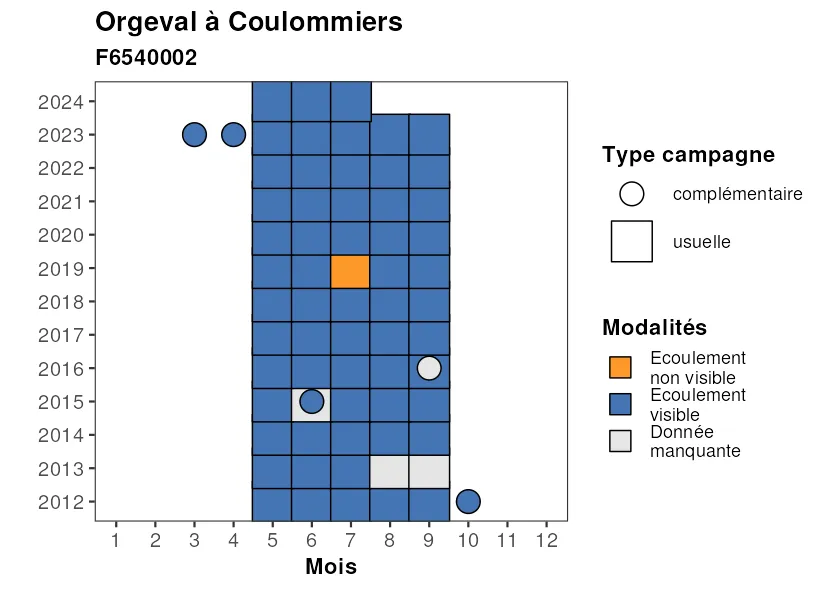 Orgeval à Coulommiers
F6540002
2024
2023
2022
2021
2020
2019
2018
2017
2016
2015
2014
2013
2012
1 2 3 4 5 6 7 8 9 10 11 12
Mois
Type campagne
complémentaire
usuelle
Modalités
Ecoulement
non visible
Ecoulement
visible
Donnée
manquante